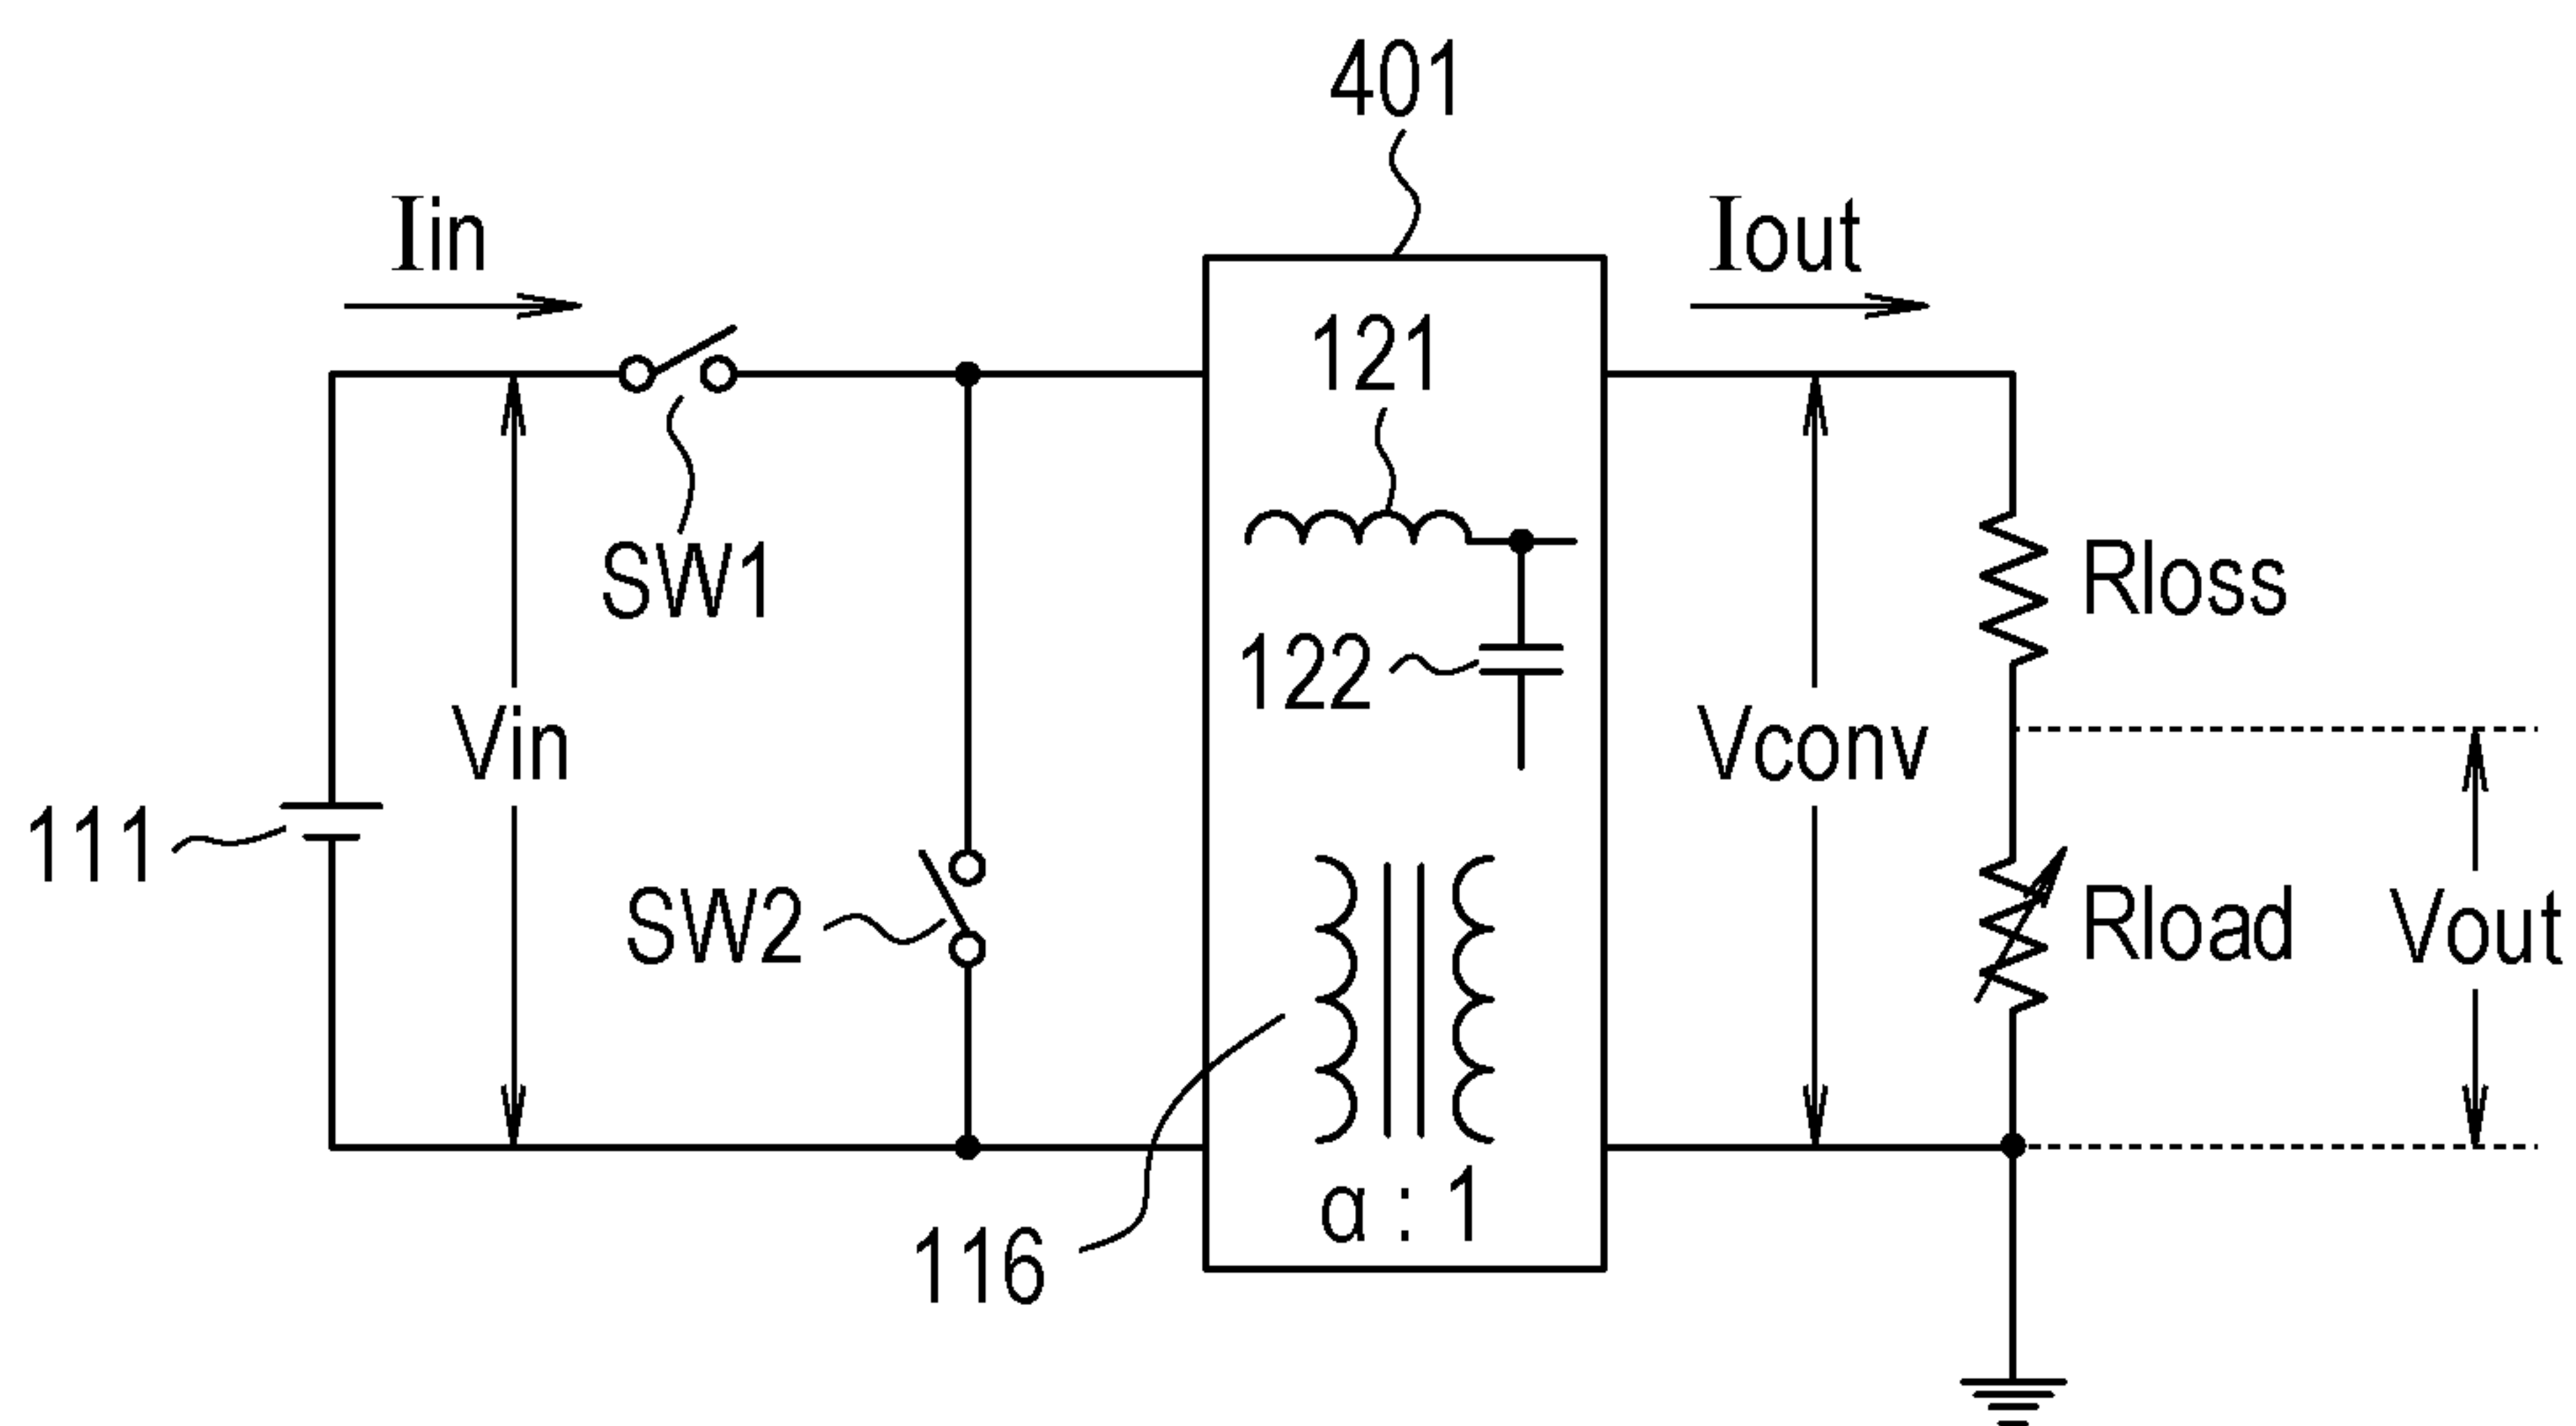 401
Iin
Iout
121
SW1
Rloss
122
Vin
Vconv
111
SW2
Rload
Vout
α : 1
116